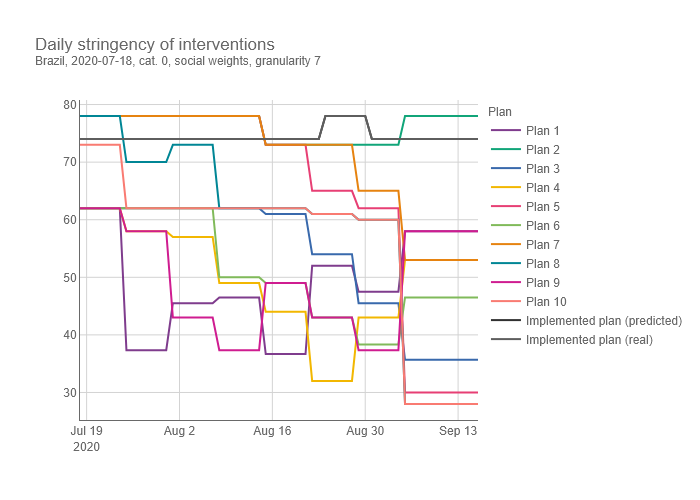 Daily stringency of interventions
Brazil, 2020-07-18, cat. 0, social weights, granularity 7
80
70
60
50
40
30
Jul 19
2020
Aug 2
Aug 16
Aug 30
Sep 13
Plan
Plan 1
Plan 2
Plan 3
Plan 4
Plan 5
Plan 6
Plan 7
Plan 8
Plan 9
Plan 10
Implemented plan (predicted)
Implemented plan (real)